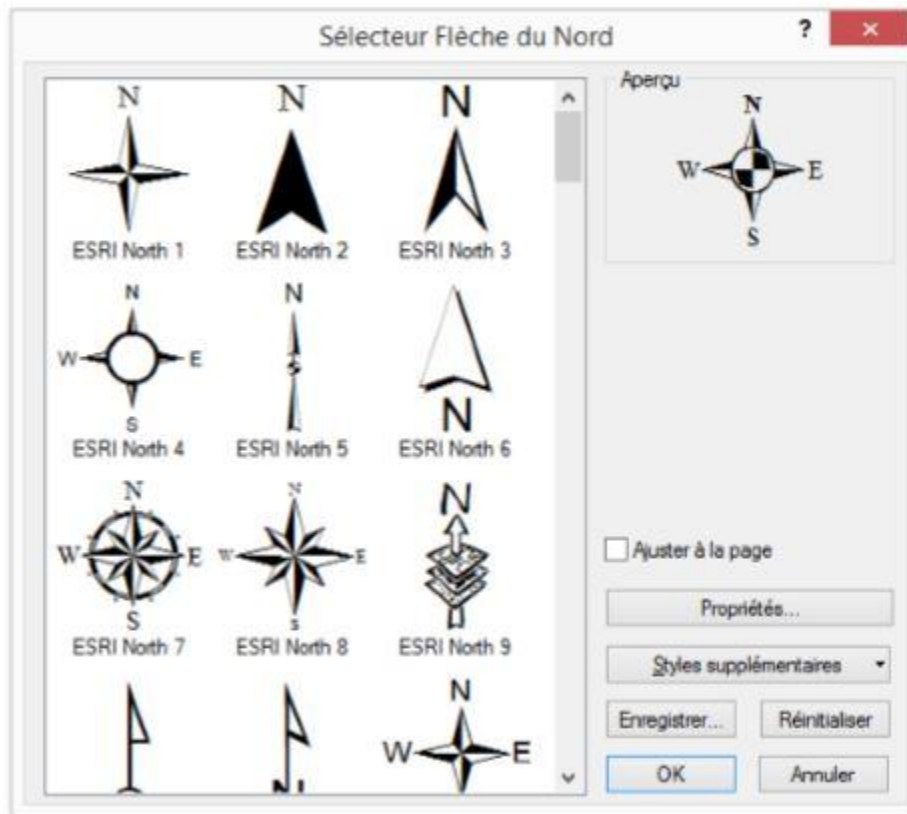 Sélecteur Flèche du Nord ? ×
N N N
ESRI North 1 ESRI North 2 ESRI North 3
N N
W E
S N
ESRI North 4 ESRI North 5 ESRI North 6
N N N
W E W E
S S
ESRI North 7 ESRI North 8 ESRI North 9
N
W E
N
Aperçu
N
W E
S
Ajuster à la page
Propriétés...
Styles supplémentaires
Enregistrer... Réinitialiser
OK Annuler